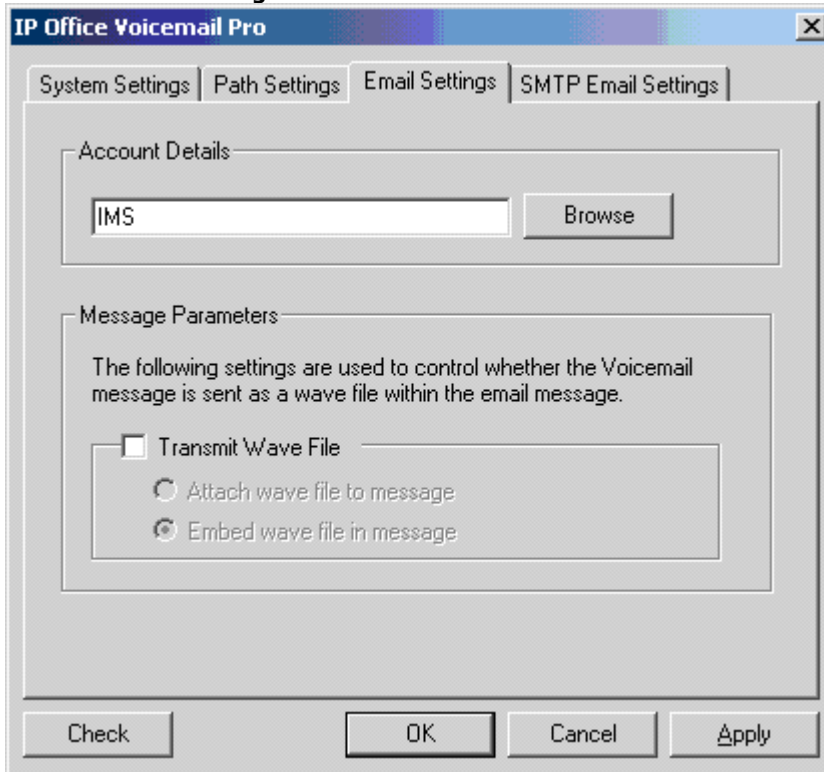 IP Office Voicemail Pro
System Settings Path Settings Email Settings SMTP Email Settings
Account Details
IMS Browse
Message Parameters
The following settings are used to control whether the Voicemail
message is sent as a wave file within the email message.
Transmit Wave File
Attach wave file to message
Embed wave file in message
Check OK Cancel Apply